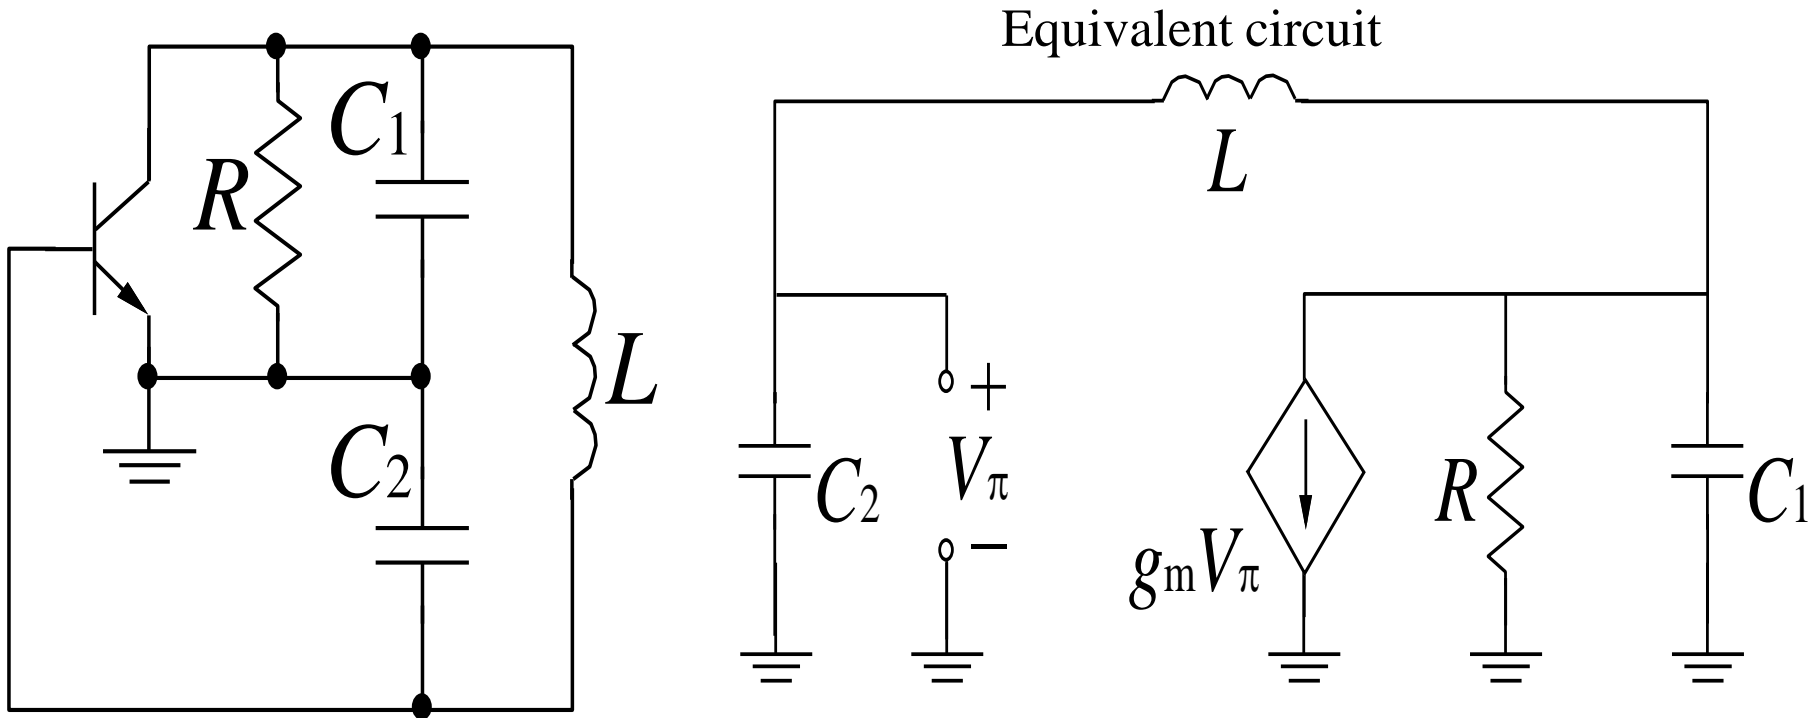 Equivalent circuit
C1
R
L
C2
L
+
Vπ
−
C2
gmVπ
R
C1